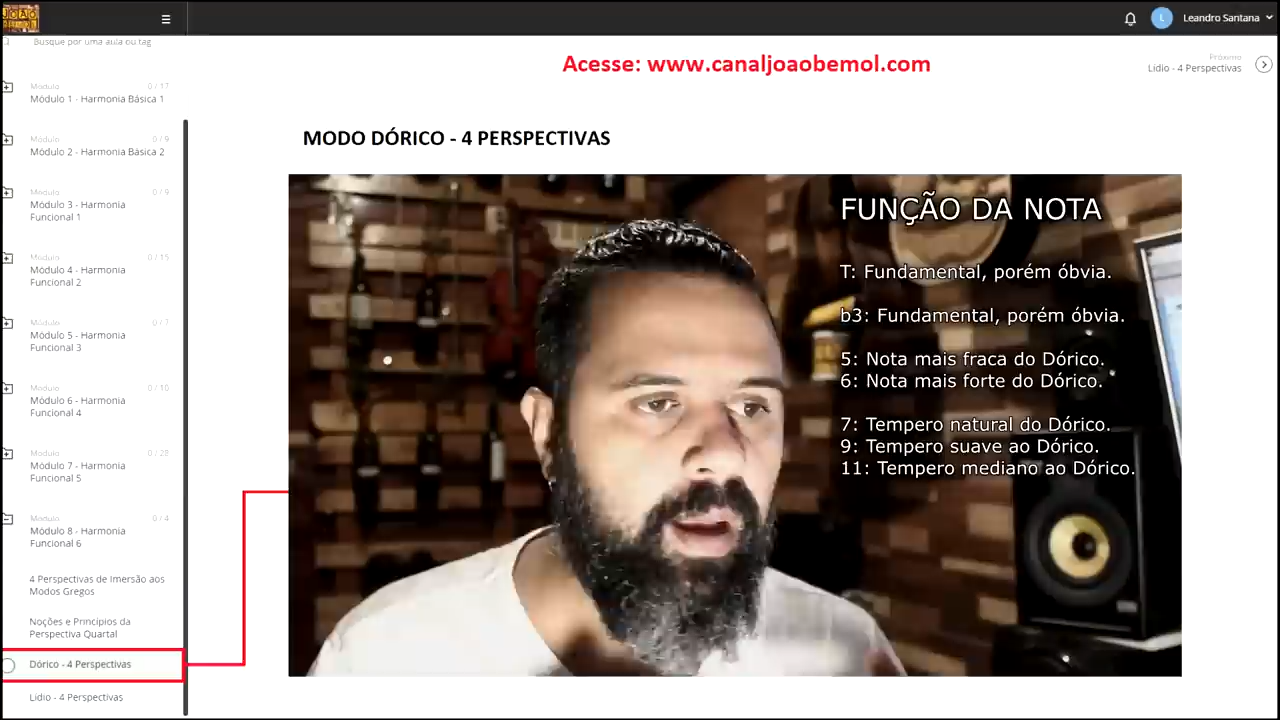 JOÃO
Leandro Santana
Busque por uma aula ou tag
Acesse: www.canaljoaobemol.com
Próximo
Lídio - 4 Perspectivas
Módulo 0 / 17
Módulo 1 - Harmonia Básica 1
MODO DÓRICO - 4 PERSPECTIVAS
Módulo 0 / 9
Módulo 2 - Harmonia Básica 2
Módulo 0 / 9
Módulo 3 - Harmonia
Funcional 1
Módulo 0 / 15
Módulo 4 - Harmonia
Funcional 2
Módulo 0 / 7
Módulo 5 - Harmonia
Funcional 3
Módulo 0 / 10
Módulo 6 - Harmonia
Funcional 4
Módulo 0 / 28
Módulo 7 - Harmonia
Funcional 5
Módulo 0 / 4
Módulo 8 - Harmonia
Funcional 6
4 Perspectivas de Imersão aos
Modos Gregos
Noções e Princípios da
Perspectiva Quartal
Dórico - 4 Perspectivas
Lídio - 4 Perspectivas
FUNÇÃO DA NOTA
T: Fundamental, porém óbvia.
b3: Fundamental, porém óbvia.
5: Nota mais fraca do Dórico.
6: Nota mais forte do Dórico.
7: Tempero natural do Dórico.
9: Tempero suave ao Dórico.
11: Tempero mediano ao Dórico.